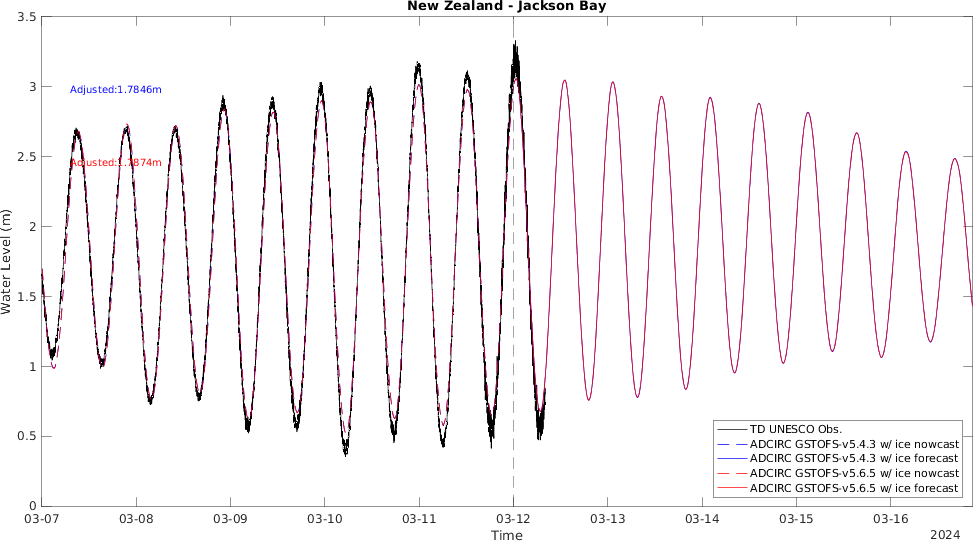 New Zealand - Jackson Bay
3.5
3
2.5
2
1.5
1
0.5
0
Water Level (m)
Adjusted:1.7846m
Adjusted:1.7874m
TD UNESCO Obs.
ADCIRC GSTOFS-v5.4.3 w/ ice nowcast
ADCIRC GSTOFS-v5.4.3 w/ ice forecast
ADCIRC GSTOFS-v5.6.5 w/ ice nowcast
ADCIRC GSTOFS-v5.6.5 w/ ice forecast
03-07 03-08 03-09 03-10 03-11 03-12 03-13 03-14 03-15 03-16
Time
2024